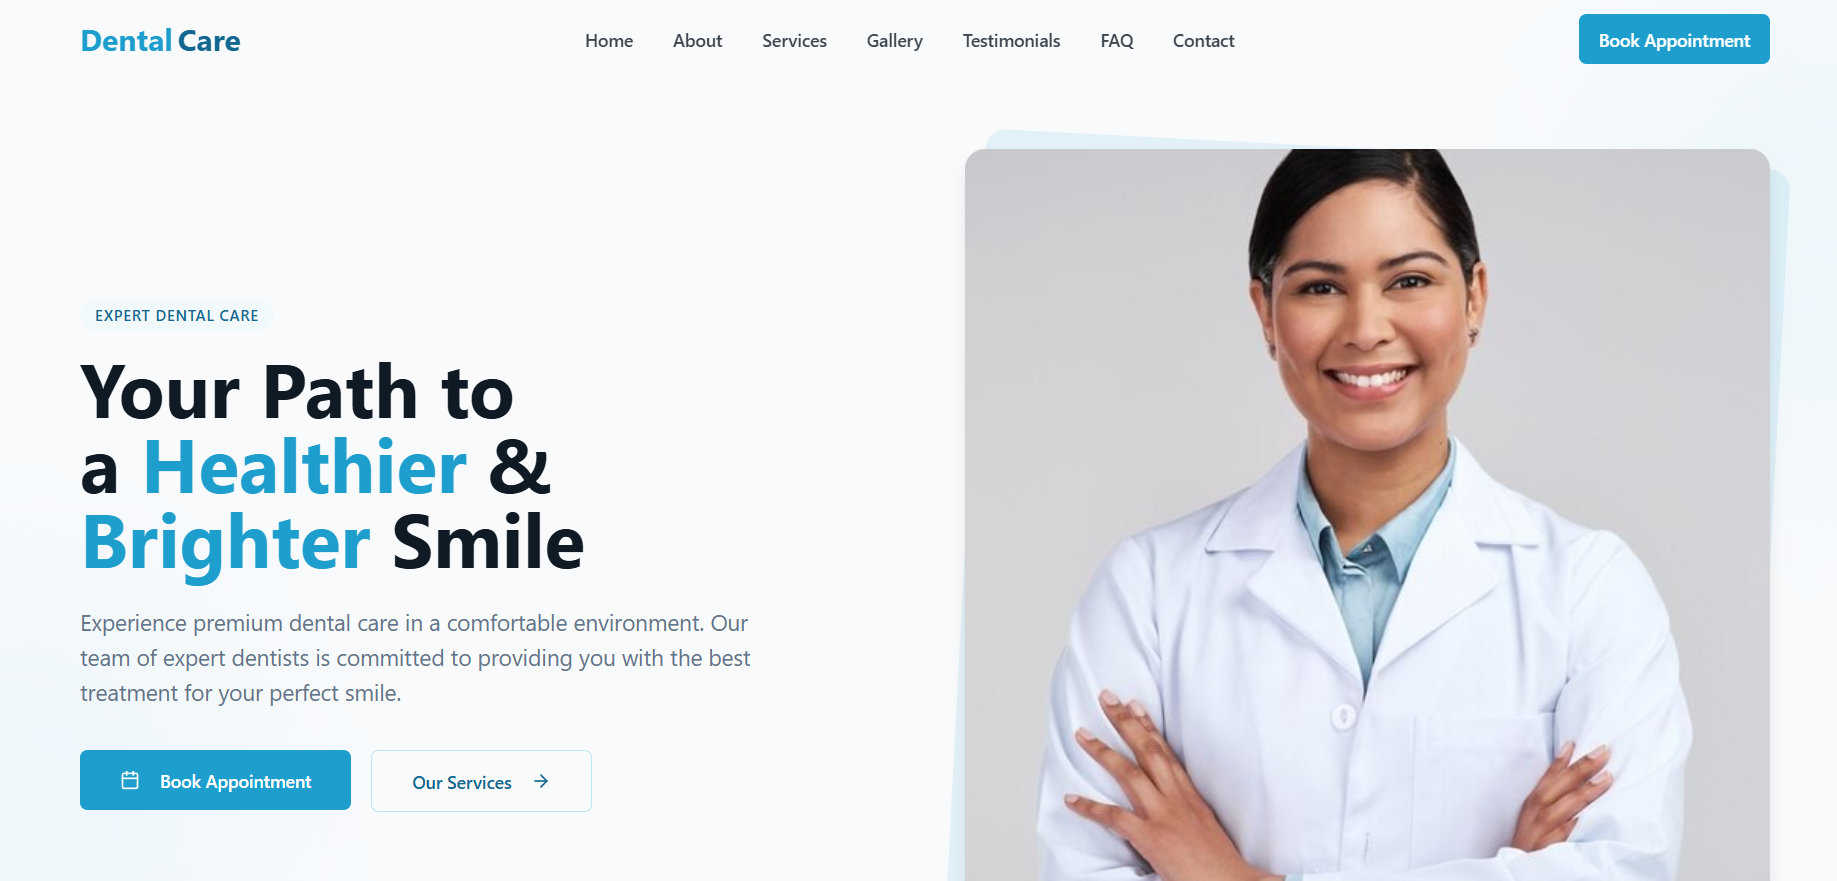 Dental Care
Home
About
Services
Gallery
Testimonials
FAQ
Contact
Book Appointment
EXPERT DENTAL CARE
Your Path to
a Healthier &
Brighter Smile
Experience premium dental care in a comfortable environment. Our
team of expert dentists is committed to providing you with the best
treatment for your perfect smile.
Book Appointment
Our Services